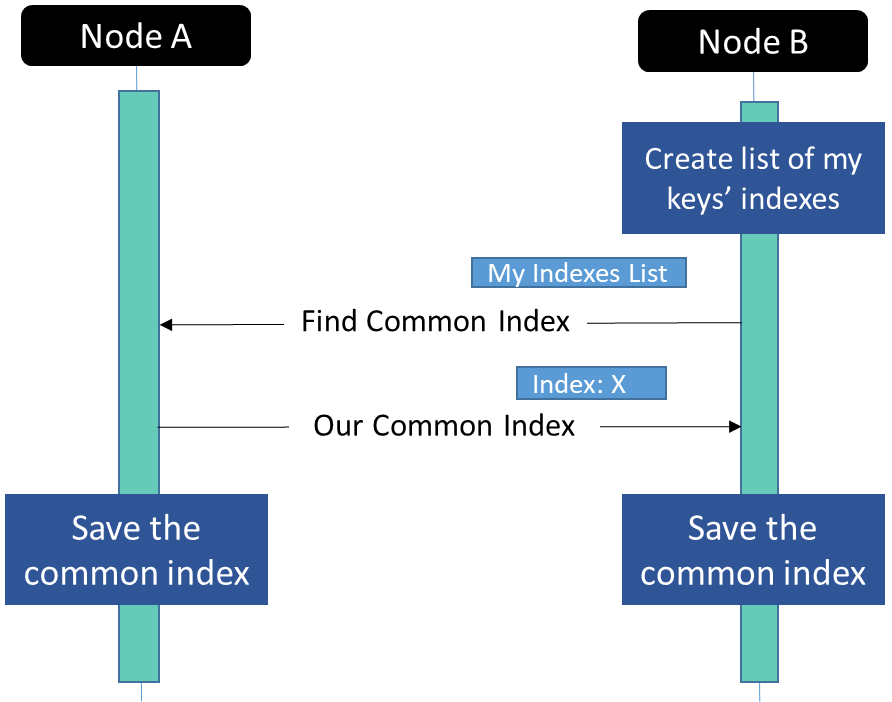 Node A
Node B
Create list of my
keys’ indexes
My Indexes List
Find Common Index
Index: X
Our Common Index
Save the
common index
Save the
common index